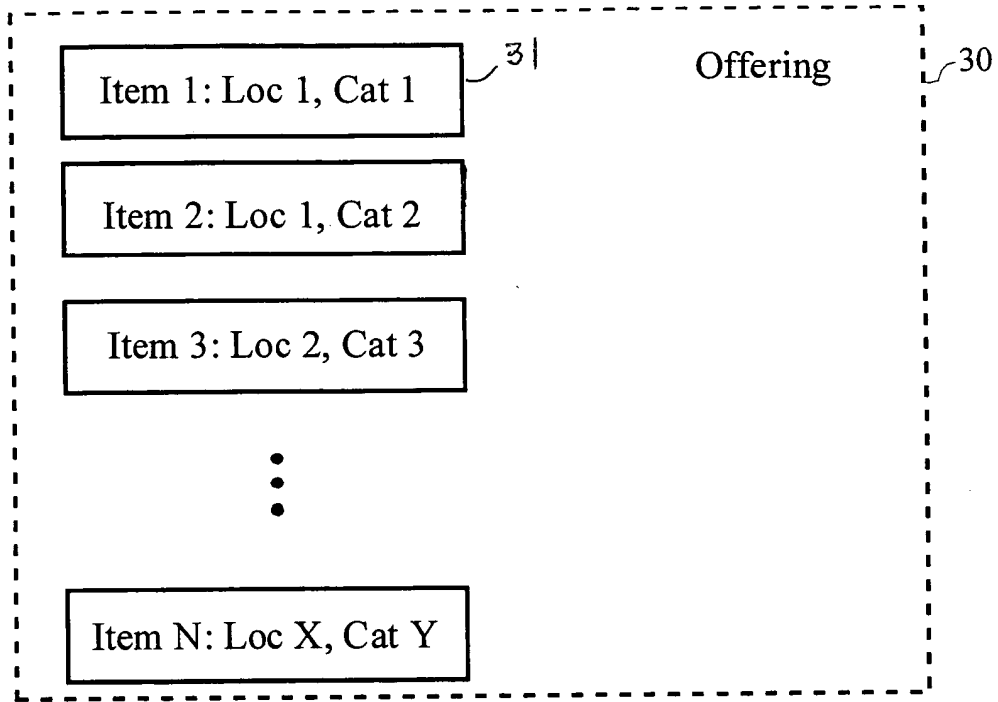 31
Offering
30
Item 1: Loc 1, Cat 1
Item 2: Loc 1, Cat 2
Item 3: Loc 2, Cat 3
Item N: Loc X, Cat Y